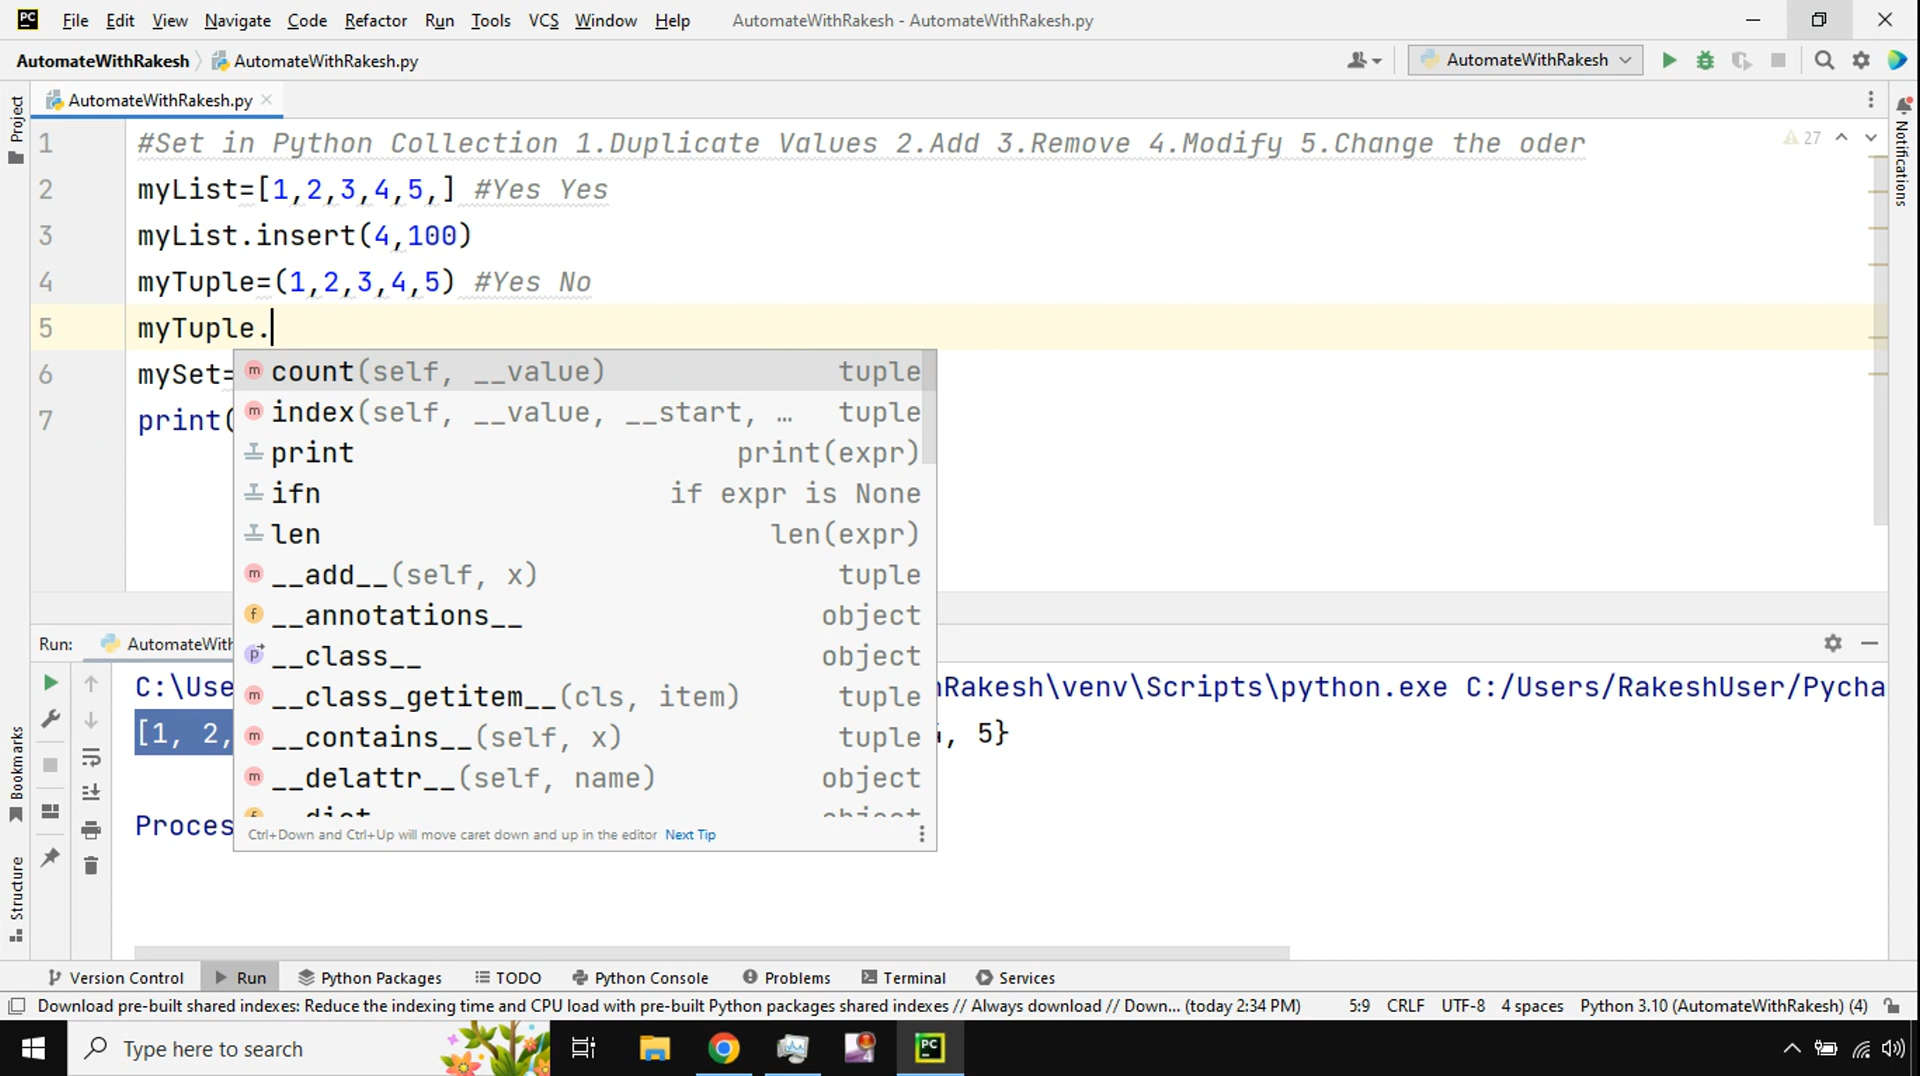 PC File Edit View Navigate Code Refactor Run Tools VCS Window Help AutomateWithRakesh - AutomateWithRakesh.py
AutomateWithRakesh AutomateWithRakesh.py AutomateWithRakesh
Project
AutomateWithRakesh.py
Notifications
1 #Set in Python Collection 1.Duplicate Values 2.Add 3.Remove 4.Modify 5.Change the oder 27
2 myList=[1,2,3,4,5,] #Yes Yes
3 myList.insert(4,100)
4 myTuple=(1,2,3,4,5) #Yes No
5 myTuple.
6 mySet=
7 print(
count(self, __value) tuple
index(self, __value, __start, … tuple
print print(expr)
ifn if expr is None
len len(expr)
__add__(self, x) tuple
__annotations__ object
__class__ object
__class_getitem__(cls, item) tuple
__contains__(self, x) tuple
__delattr__(self, name) object
Ctrl+Down and Ctrl+Up will move caret down and up in the editor Next Tip
Run: AutomateWith
C:\Use nRakesh\venv\Scripts\python.exe C:/Users/RakeshUser/Pycha
[1, 2, , 5}
Proces
Bookmarks
Structure
Version Control Run Python Packages TODO Python Console Problems Terminal Services
Download pre-built shared indexes: Reduce the indexing time and CPU load with pre-built Python packages shared indexes // Always download // Down... (today 2:34 PM) 5:9 CRLF UTF-8 4 spaces Python 3.10 (AutomateWithRakesh) (4)
Type here to search
4
PC